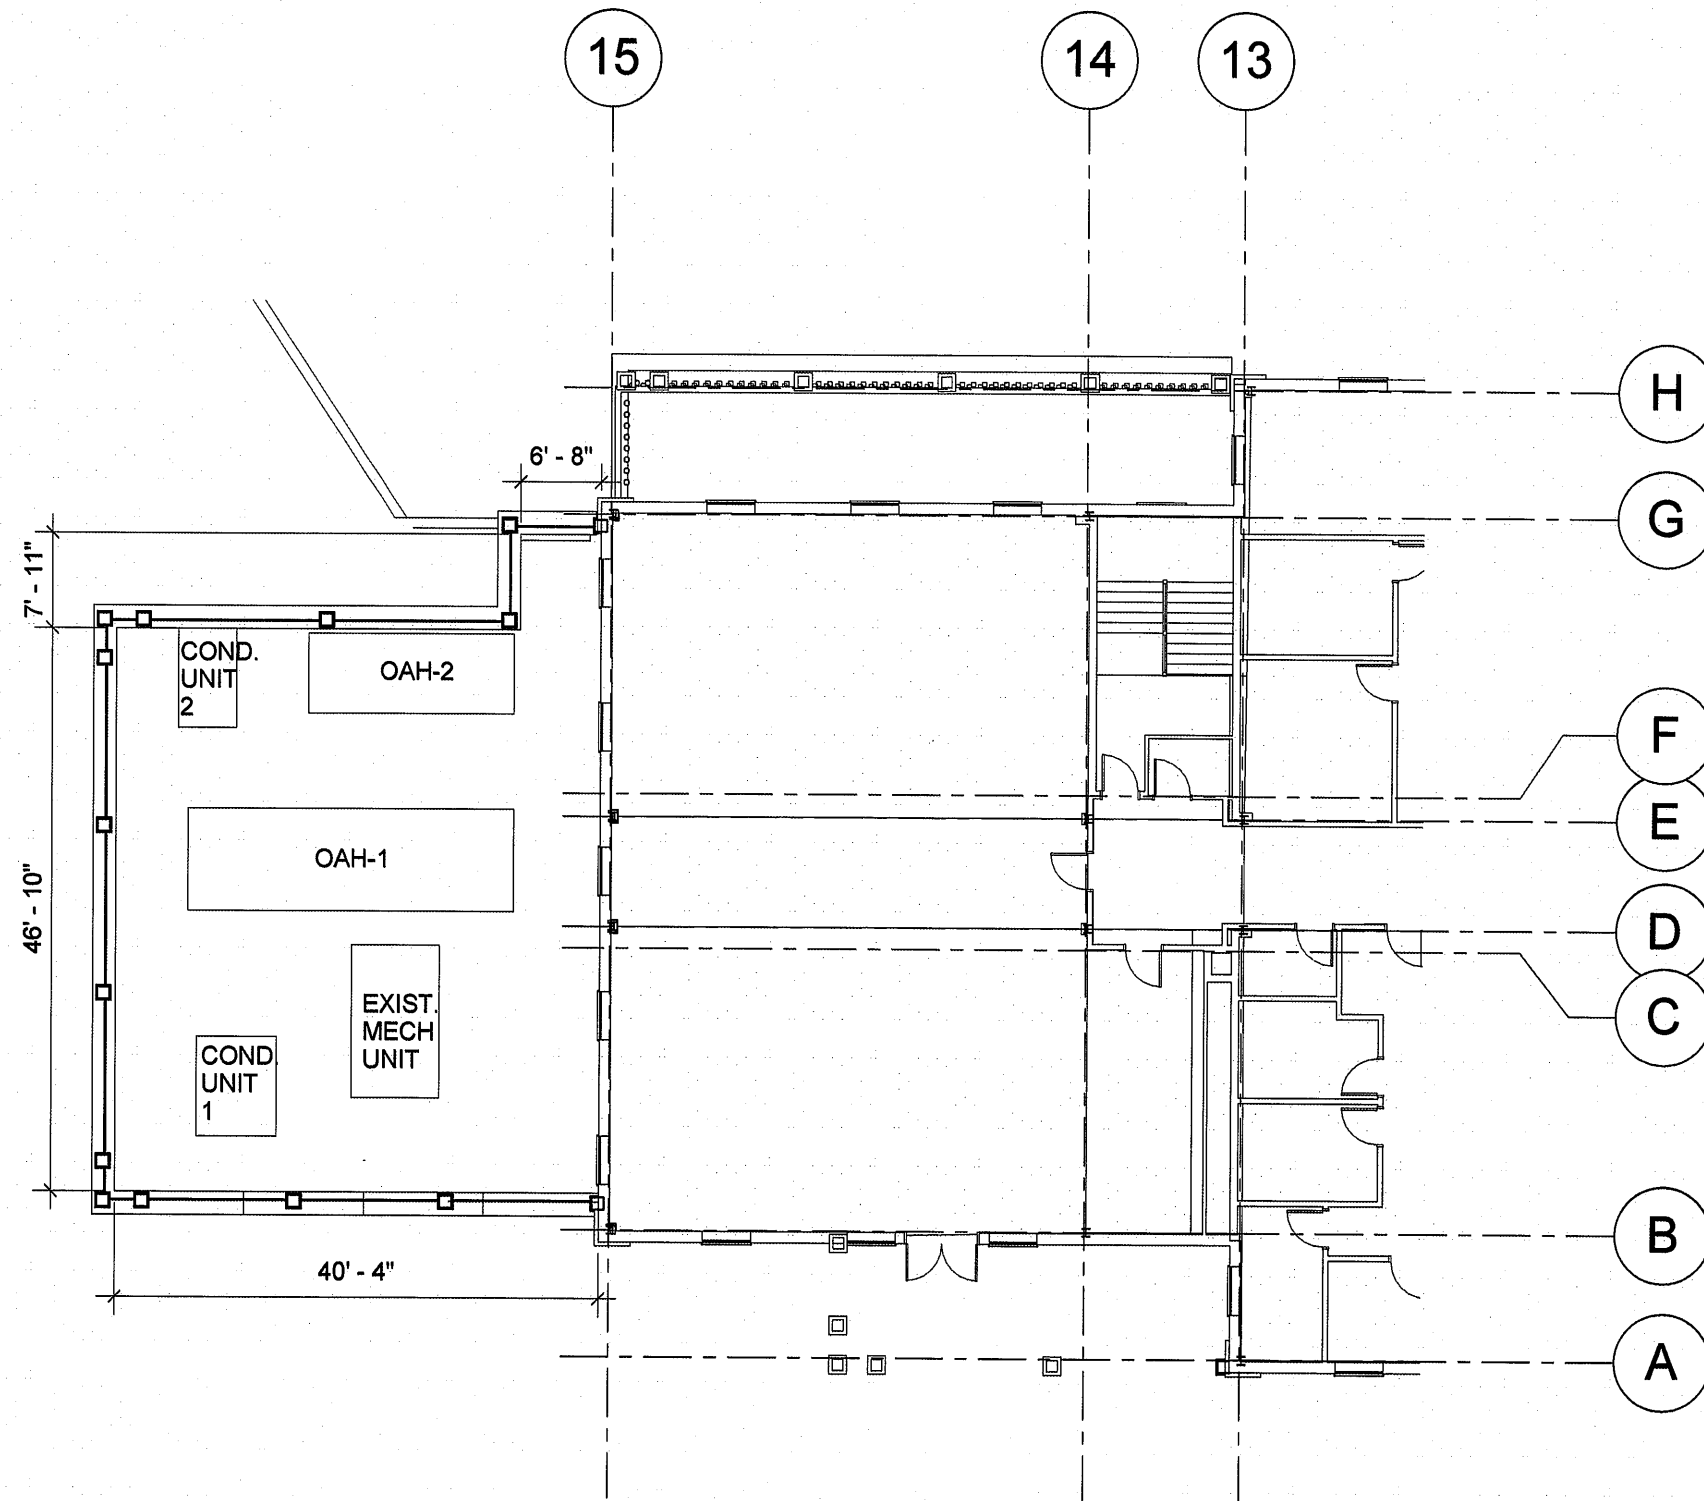 15
14
13
H
G
6' - 8"
7' - 11"
COND.
UNIT
2
OAH-2
F
E
OAH-1
46' - 10"
D
C
EXIST.
MECH
UNIT
COND.
UNIT
1
B
40' - 4"
A